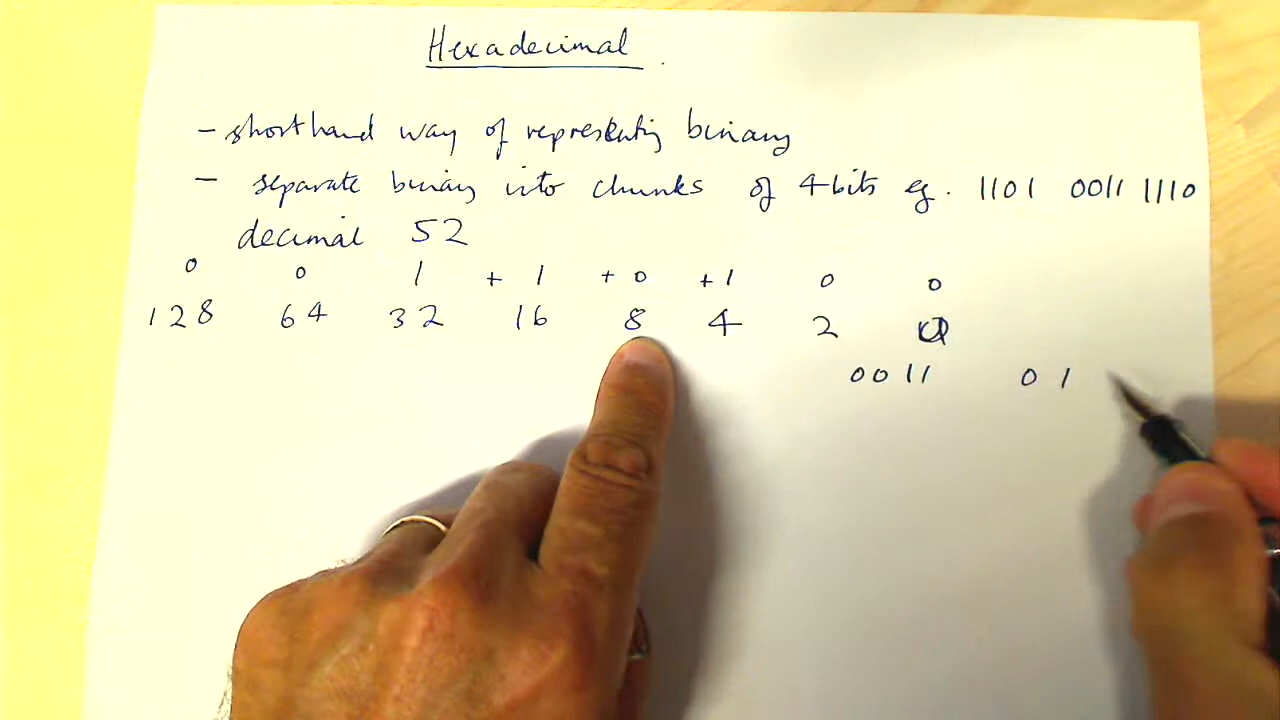 Hexadecimal
- shorthand way of representing binary
- separate binary into chunks of 4 bits eg. 1101 0011 1110
decimal 52
0 0 1 + 1 + 0 + 1 0 0
128 64 32 16 8 4 2
0011 01